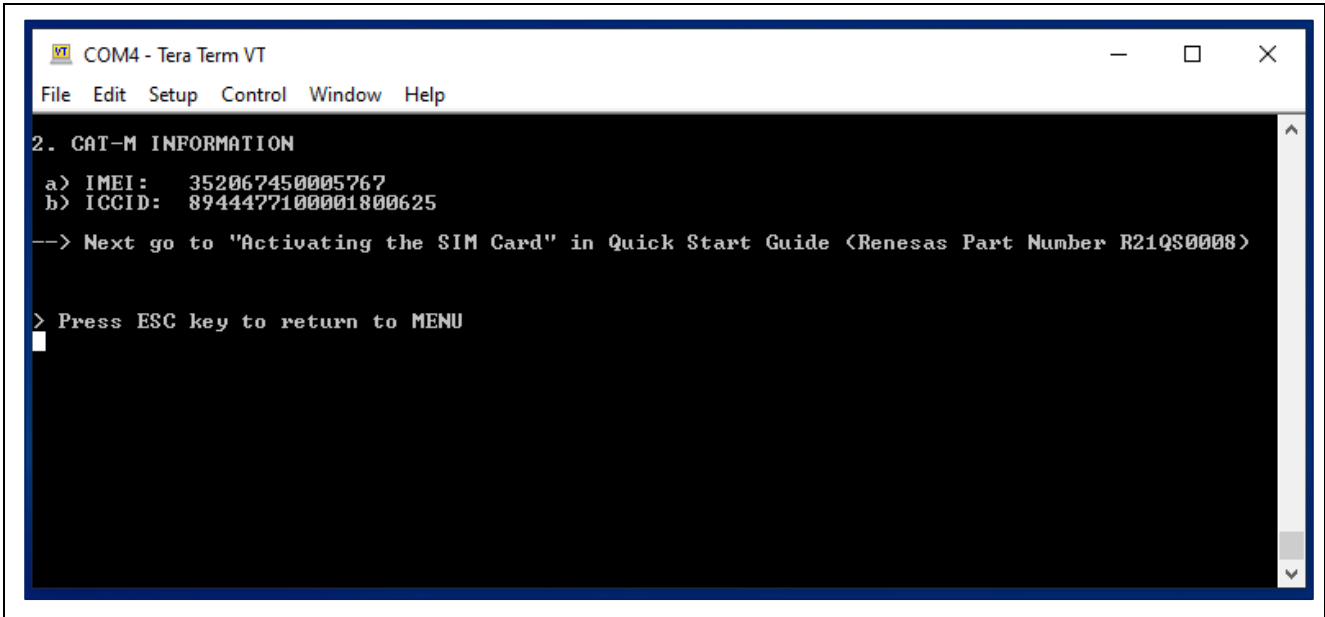 COM4 - Tera Term VT
File Edit Setup Control Window Help
2. CAT-M INFORMATION
a) IMEI: 352067450005767
b) ICCID: 8944477100001800625
--> Next go to "Activating the SIM Card" in Quick Start Guide (Renesas Part Number R21QS0008)
> Press ESC key to return to MENU